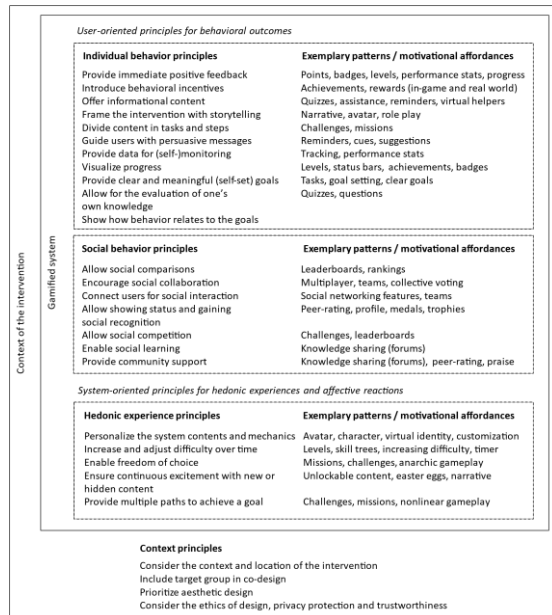 User-oriented principles for behavioral outcomes
Individual behavior principles Exemplary patterns / motivational affordances
Provide immediate positive feedback Points, badges, levels, performance stats, progress
Introduce behavioral incentives Achievements, rewards (in-game and real world)
Offer informational content Quizzes, assistance, reminders, virtual helpers
Frame the intervention with storytelling Narrative, avatar, role play
Divide content in tasks and steps Challenges, missions
Guide users with persuasive messages Reminders, cues, suggestions
Provide data for (self-)monitoring Tracking, performance stats
Visualize progress Levels, status bars, achievements, badges
Provide clear and meaningful (self-set) goals Tasks, goal setting, clear goals
Allow for the evaluation of one's Quizzes, questions
own knowledge
Show how behavior relates to the goals
Social behavior principles Exemplary patterns / motivational affordances
Allow social comparisons Leaderboards, rankings
Encourage social collaboration Multiplayer, teams, collective voting
Connect users for social interaction Social networking features, teams
Allow showing status and gaining Peer-rating, profile, medals, trophies
social recognition
Allow social competition Challenges, leaderboards
Enable social learning Knowledge sharing (forums)
Provide community support Knowledge sharing (forums), peer-rating, praise
System-oriented principles for hedonic experiences and affective reactions
Hedonic experience principles Exemplary patterns / motivational affordances
Personalize the system contents and mechanics Avatar, character, virtual identity, customization
Increase and adjust difficulty over time Levels, skill trees, increasing difficulty, timer
Enable freedom of choice Missions, challenges, anarchic gameplay
Ensure continuous excitement with new or Unlockable content, easter eggs, narrative
hidden content
Provide multiple paths to achieve a goal Challenges, missions, nonlinear gameplay
Gamified system
Context of the intervention
Context principles
Consider the context and location of the intervention
Include target group in co-design
Prioritize aesthetic design
Consider the ethics of design, privacy protection and trustworthiness